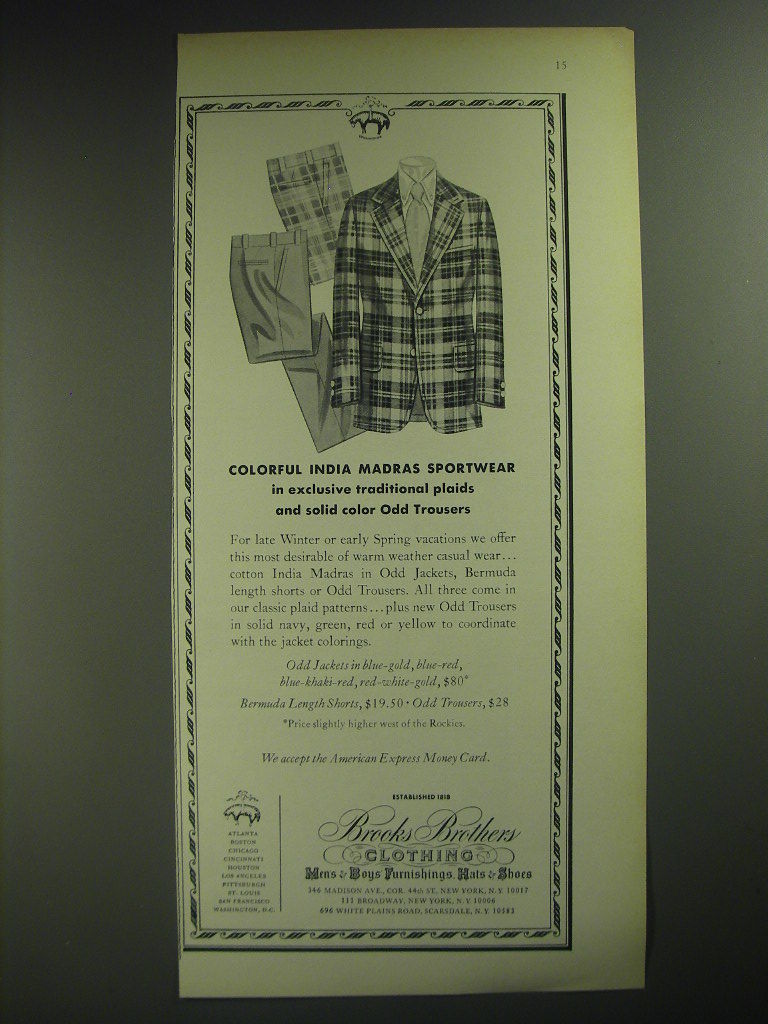 15
COLORFUL INDIA MADRAS SPORTWEAR
in exclusive traditional plaids
and solid color Odd Trousers
For late Winter or early Spring vacations we offer
this most desirable of warm weather casual wear...
cotton India Madras in Odd Jackets, Bermuda
length shorts or Odd Trousers. All three come in
our classic plaid patterns...plus new Odd Trousers
in solid navy, green, red or yellow to coordinate
with the jacket colorings.
Odd Jackets in blue-gold, blue-red,
blue-khaki-red, red-white-gold, $80*
Bermuda Length Shorts, $19.50 • Odd Trousers, $28
*Price slightly higher west of the Rockies.
We accept the American Express Money Card.
ATLANTA
BOSTON
CHICAGO
CINCINNATI
HOUSTON
LOS ANGELES
PITTSBURGH
ST. LOUIS
SAN FRANCISCO
WASHINGTON, D.C.
ESTABLISHED 1818
Brooks Brothers
CLOTHING
Mens & Boys Furnishings, Hats & Shoes
346 MADISON AVE., COR. 44th ST., NEW YORK, N.Y. 10017
111 BROADWAY, NEW YORK, N.Y. 10006
696 WHITE PLAINS ROAD, SCARSDALE, N.Y. 10583